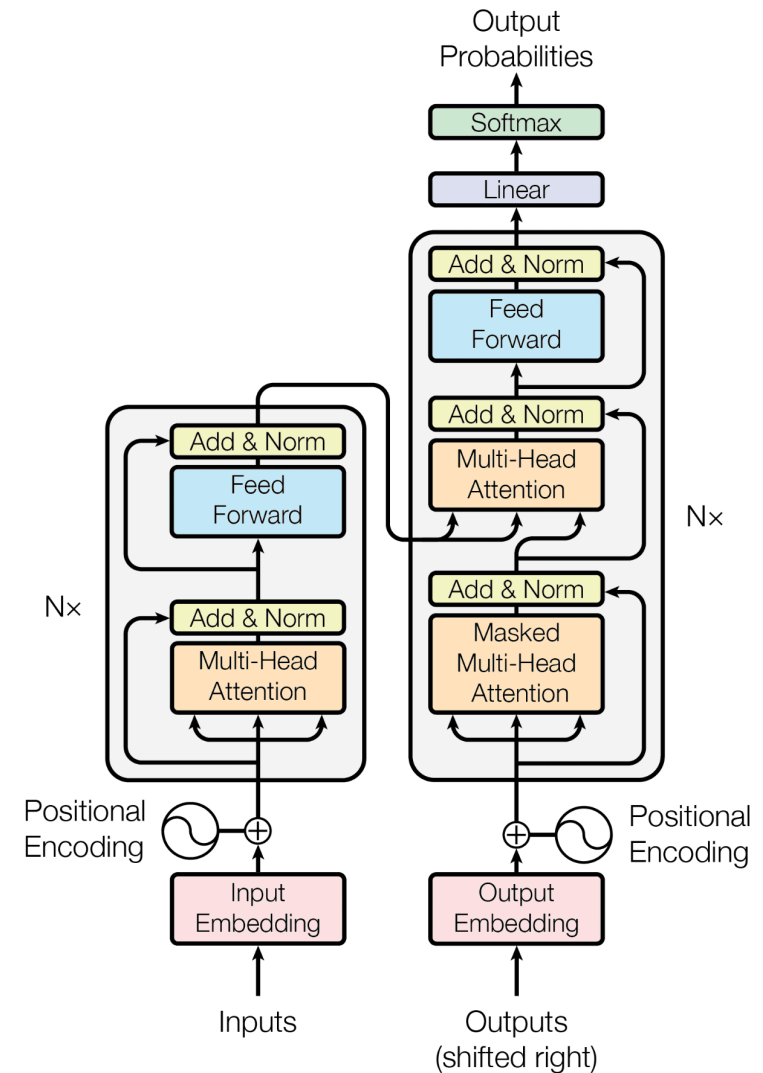 Output
Probabilities
Softmax
Linear
Add & Norm
Feed
Forward
Add & Norm
Multi-Head
Attention
Add & Norm
Masked
Multi-Head
Attention
N×
Add & Norm
Feed
Forward
Add & Norm
Multi-Head
Attention
N×
Positional
Encoding
Positional
Encoding
Input
Embedding
Output
Embedding
Inputs
Outputs
(shifted right)